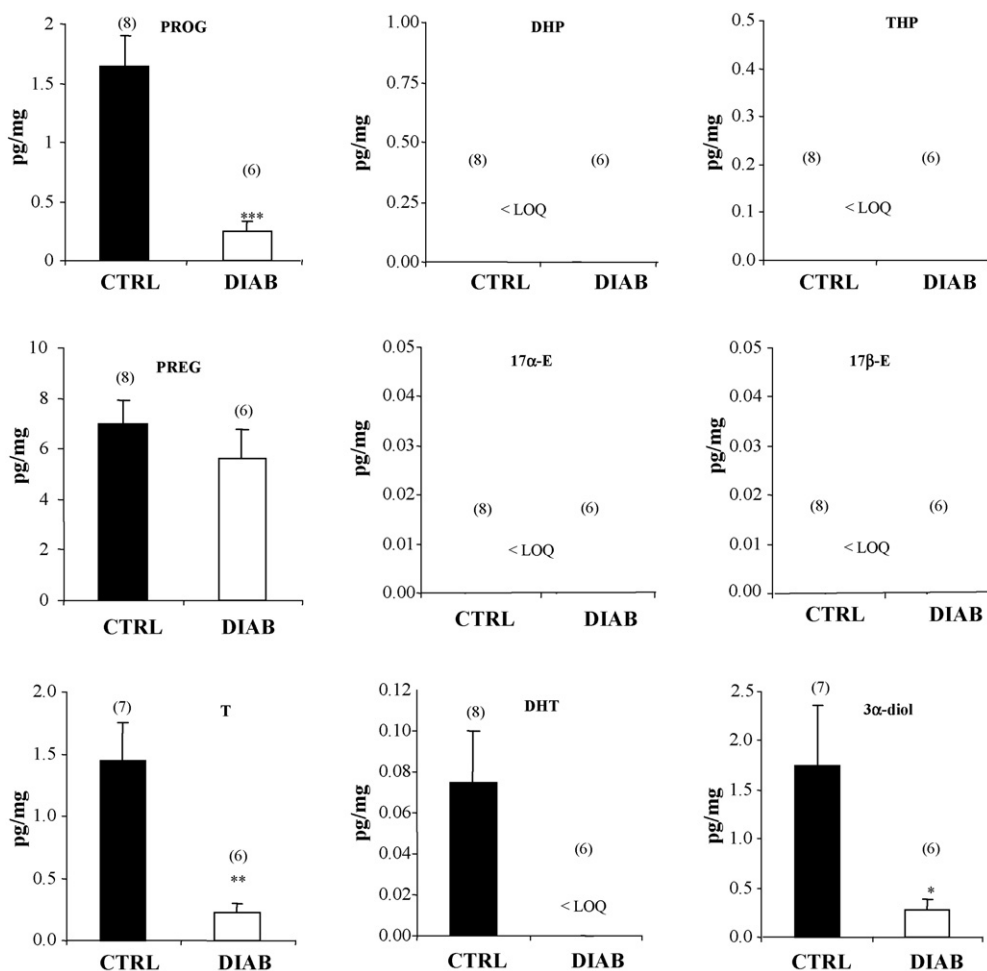 PROG
(8)
2
1.5
1
0.5
0
pg/mg
(6)
***
CTRL DIAB
DHP
1.00
0.75
0.50
0.25
0.00
pg/mg
(8) (6)
< LOQ
CTRL DIAB
THP
0.5
0.4
0.3
0.2
0.1
0.0
pg/mg
(8) (6)
< LOQ
CTRL DIAB
PREG
10
8
6
4
2
0
pg/mg
(8)
(6)
CTRL DIAB
17α-E
0.05
0.04
0.03
0.02
0.01
0.00
pg/mg
(8) (6)
< LOQ
CTRL DIAB
17β-E
0.05
0.04
0.03
0.02
0.01
0.00
pg/mg
(8) (6)
< LOQ
CTRL DIAB
T
2.0
1.5
1.0
0.5
0.0
pg/mg
(7)
(6)
**
CTRL DIAB
DHT
0.12
0.10
0.08
0.06
0.04
0.02
0.00
pg/mg
(8)
(6)
< LOQ
CTRL DIAB
3α-diol
2.5
2.0
1.5
1.0
0.5
0.0
pg/mg
(7)
(6)
*
CTRL DIAB